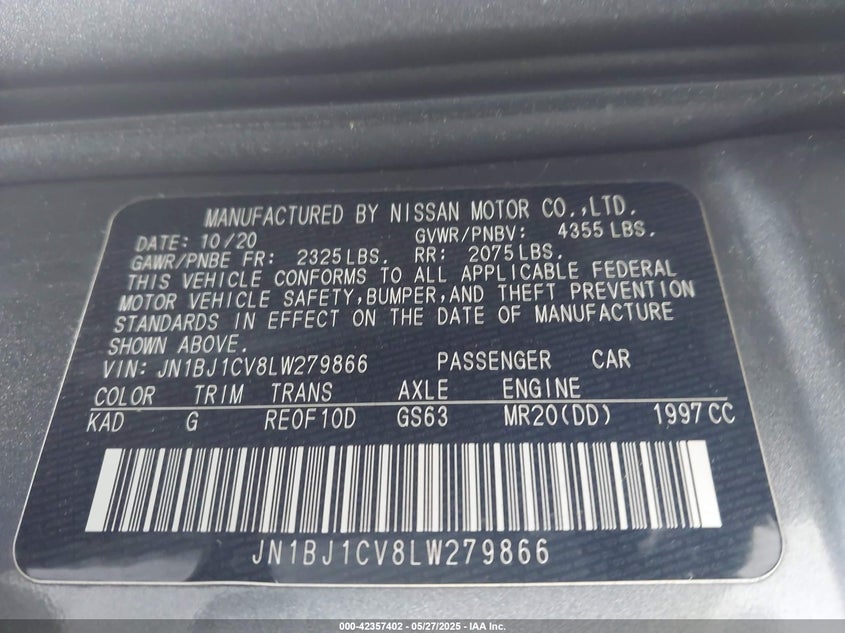 MANUFACTURED BY NISSAN MOTOR CO.,LTD.
DATE: 10/20 GVWR/PNBV: 4355 LBS.
GAWR/PNBE FR: 2325 LBS. RR: 2075 LBS.
THIS VEHICLE CONFORMS TO ALL APPLICABLE FEDERAL
MOTOR VEHICLE SAFETY,BUMPER,AND THEFT PREVENTION
STANDARDS IN EFFECT ON THE DATE OF MANUFACTURE
SHOWN ABOVE.
VIN: JN1BJ1CV8LW279866 PASSENGER CAR
COLOR TRIM TRANS AXLE ENGINE
KAD G RE0F10D GS63 MR20(DD) 1997 CC
JN1BJ1CV8LW279866
000-42357402 — 05/27/2025 — IAA Inc.